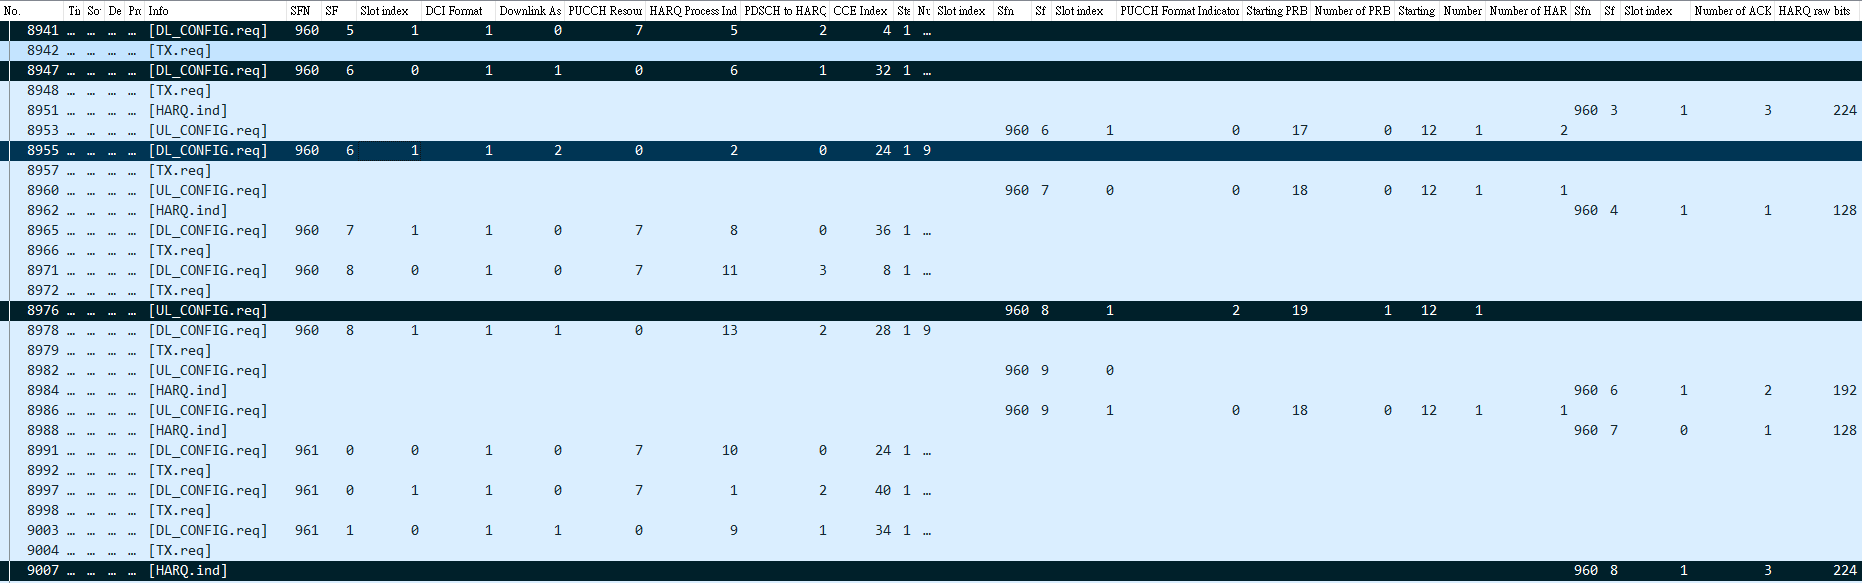 No. Ti So De Pr Info SFN SF Slot index DCI Format Downlink As PUCCH Resour HARQ Process Ind PDSCH to HARQ CCE Index Sta Nu Slot index Sfn Sf Slot index PUCCH Format Indicator Starting PRB Number of PRB Starting Number Number of HAR Sfn Sf Slot index Number of ACK HARQ raw bits
8941 … … … … [DL_CONFIG.req] 960 5 1 1 0 7 5 2 4 1 …
8942 … … … … [TX.req]
8947 … … … … [DL_CONFIG.req] 960 6 0 1 1 0 6 1 32 1 …
8948 … … … … [TX.req]
8951 … … … … [HARQ.ind] 960 3 1 3 224
8953 … … … … [UL_CONFIG.req] 960 6 1 0 17 0 12 1 2
8955 … … … … [DL_CONFIG.req] 960 6 1 1 2 0 2 0 24 1 9
8957 … … … … [TX.req]
8960 … … … … [UL_CONFIG.req] 960 7 0 0 18 0 12 1 1
8962 … … … … [HARQ.ind] 960 4 1 1 128
8965 … … … … [DL_CONFIG.req] 960 7 1 1 0 7 8 0 36 1 …
8966 … … … … [TX.req]
8971 … … … … [DL_CONFIG.req] 960 8 0 1 0 7 11 3 8 1 …
8972 … … … … [TX.req]
8976 … … … … [UL_CONFIG.req] 960 8 1 2 19 1 12 1
8978 … … … … [DL_CONFIG.req] 960 8 1 1 1 0 13 2 28 1 9
8979 … … … … [TX.req]
8982 … … … … [UL_CONFIG.req] 960 9 0
8984 … … … … [HARQ.ind] 960 6 1 2 192
8986 … … … … [UL_CONFIG.req] 960 9 1 0 18 0 12 1 1
8988 … … … … [HARQ.ind] 960 7 0 1 128
8991 … … … … [DL_CONFIG.req] 961 0 0 1 0 7 10 0 24 1 …
8992 … … … … [TX.req]
8997 … … … … [DL_CONFIG.req] 961 0 1 1 0 7 1 2 40 1 …
8998 … … … … [TX.req]
9003 … … … … [DL_CONFIG.req] 961 1 0 1 1 0 9 1 34 1 …
9004 … … … … [TX.req]
9007 … … … … [HARQ.ind] 960 8 1 3 224